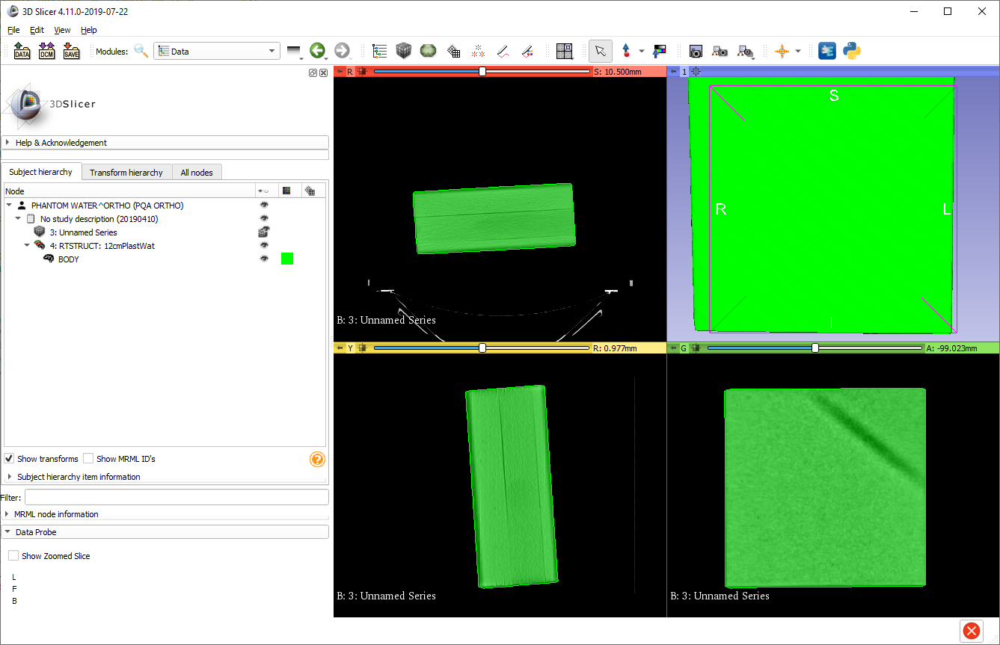 3D Slicer 4.11.0-2019-07-22
File Edit View Help
DATA DCM SAVE Modules: Data
3DSlicer
Help & Acknowledgement
Subject hierarchy Transform hierarchy All nodes
Node
PHANTOM WATER^ORTHO (PQA ORTHO)
No study description (20190410)
3: Unnamed Series
4: RTSTRUCT: 12cmPlastWat
BODY
Show transforms Show MRML ID's
Subject hierarchy item information
Filter:
MRML node information
Data Probe
Show Zoomed Slice
L
F
B
R S: 10.500mm
B: 3: Unnamed Series
1
S
R L
I
Y R: 0.977mm
B: 3: Unnamed Series
G A: -99.023mm
B: 3: Unnamed Series